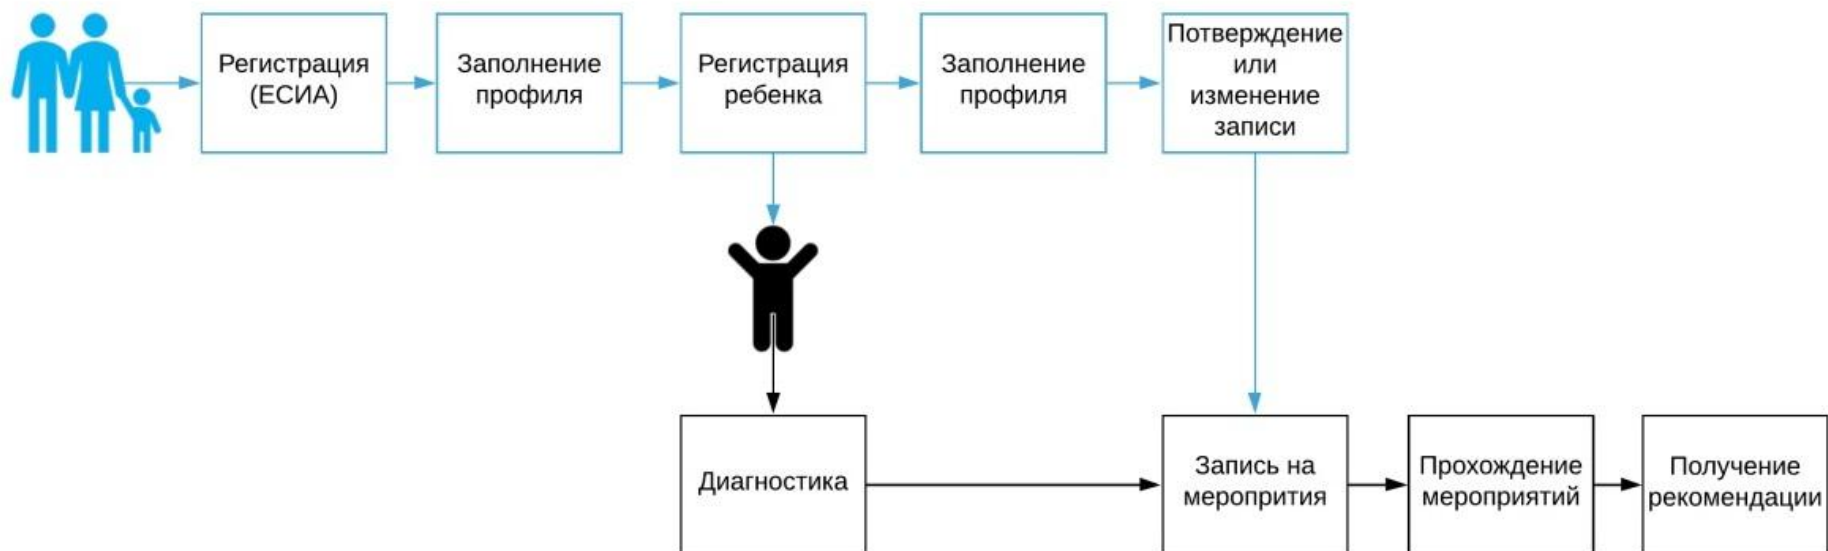 Регистрация
(ЕСИА)
Заполнение
профиля
Регистрация
ребенка
Заполнение
профиля
Потверждение
или
изменение
записи
Диагностика
Запись на
меропрития
Прохождение
мероприятий
Получение
рекомендации